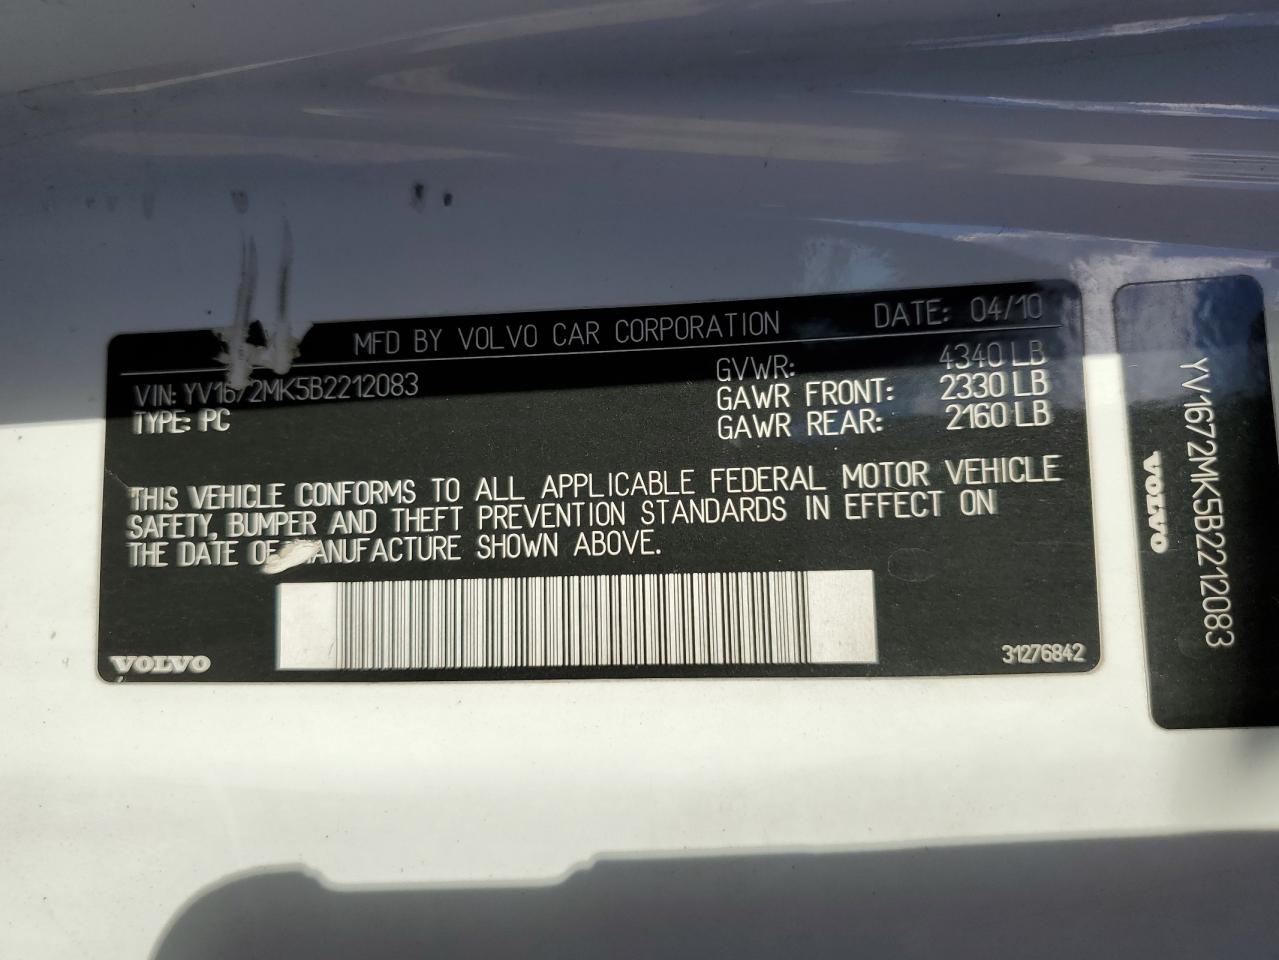 MFD BY VOLVO CAR CORPORATION DATE: 04/10
VIN: YV1672MK5B2212083
TYPE: PC
GVWR: 4340 LB
GAWR FRONT: 2330 LB
GAWR REAR: 2160 LB
THIS VEHICLE CONFORMS TO ALL APPLICABLE FEDERAL MOTOR VEHICLE
SAFETY, BUMPER AND THEFT PREVENTION STANDARDS IN EFFECT ON
THE DATE OF MANUFACTURE SHOWN ABOVE.
VOLVO
31276842
YV1672MK5B2212083
VOLVO